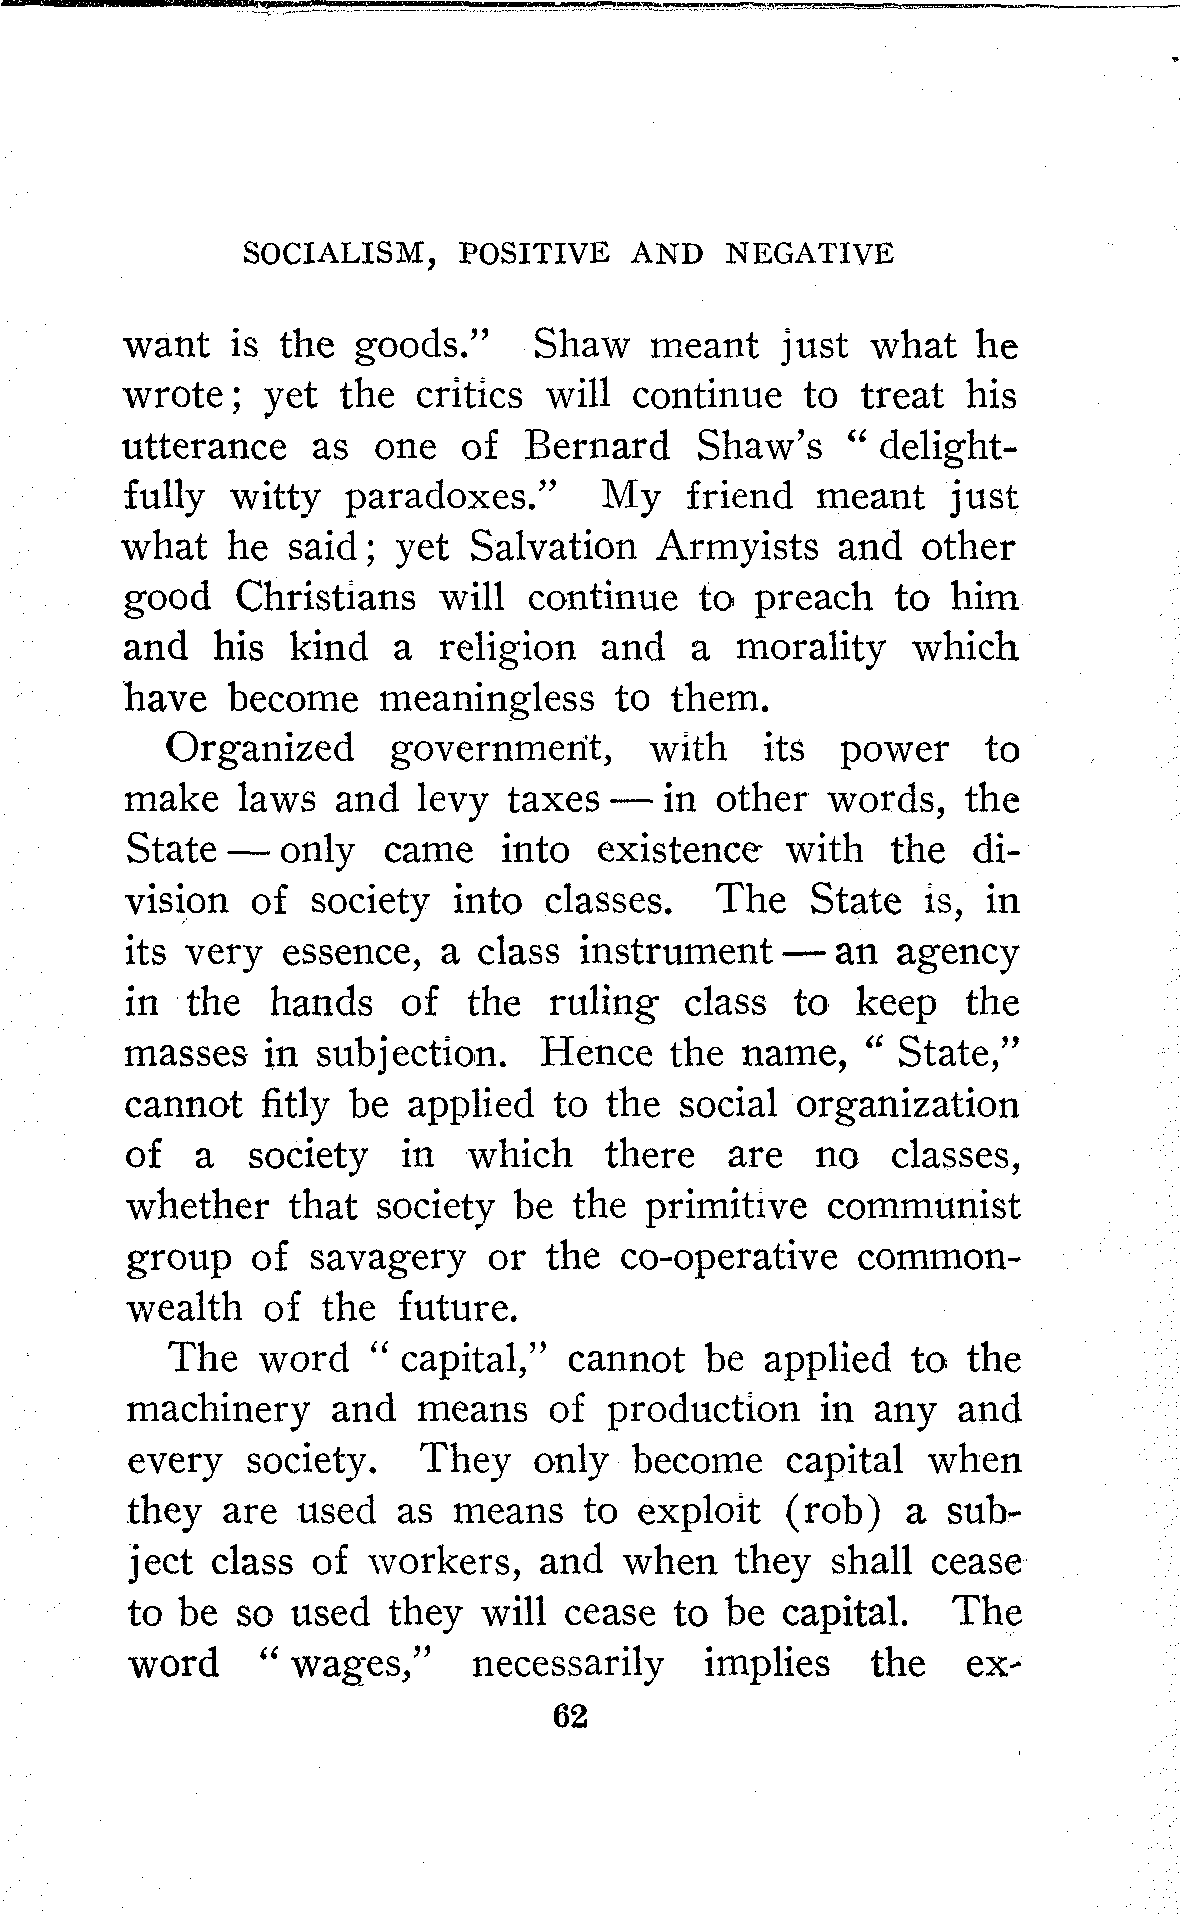 SOCIALISM, POSITIVE AND NEGATIVE
want is the goods.” Shaw meant just what he
wrote; yet the critics will continue to treat his
utterance as one of Bernard Shaw’s “ delight-
fully witty paradoxes.” My friend meant just
what he said; yet Salvation Armyists and other
good Christians will continue to preach to him
and his kind a religion and a morality which
have become meaningless to them.
Organized government, with its power to
make laws and levy taxes — in other words, the
State — only came into existence with the di-
vision of society into classes. The State is, in
its very essence, a class instrument — an agency
in the hands of the ruling class to keep the
masses in subjection. Hence the name, “ State,”
cannot fitly be applied to the social organization
of a society in which there are no classes,
whether that society be the primitive communist
group of savagery or the co-operative common-
wealth of the future.
The word “ capital,” cannot be applied to the
machinery and means of production in any and
every society. They only become capital when
they are used as means to exploit (rob) a sub-
ject class of workers, and when they shall cease
to be so used they will cease to be capital. The
word “ wages,” necessarily implies the ex-
62